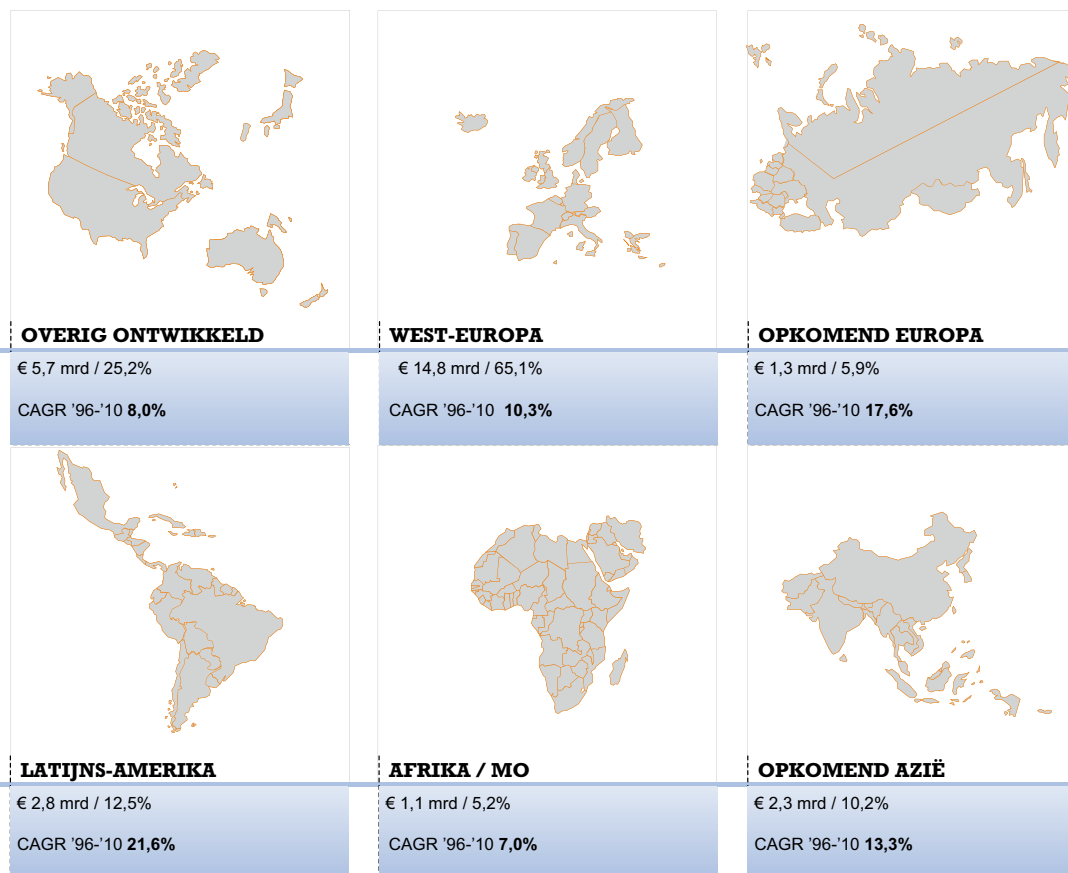 OVERIG ONTWIKKELD
€ 5,7 mrd / 25,2%
CAGR ’96-’10 8,0%
WEST-EUROPA
€ 14,8 mrd / 65,1%
CAGR ’96-’10 10,3%
OPKOMEND EUROPA
€ 1,3 mrd / 5,9%
CAGR ’96-’10 17,6%
LATIJNS-AMERIKA
€ 2,8 mrd / 12,5%
CAGR ’96-’10 21,6%
AFRIKA / MO
€ 1,1 mrd / 5,2%
CAGR ’96-’10 7,0%
OPKOMEND AZIË
€ 2,3 mrd / 10,2%
CAGR ’96-’10 13,3%